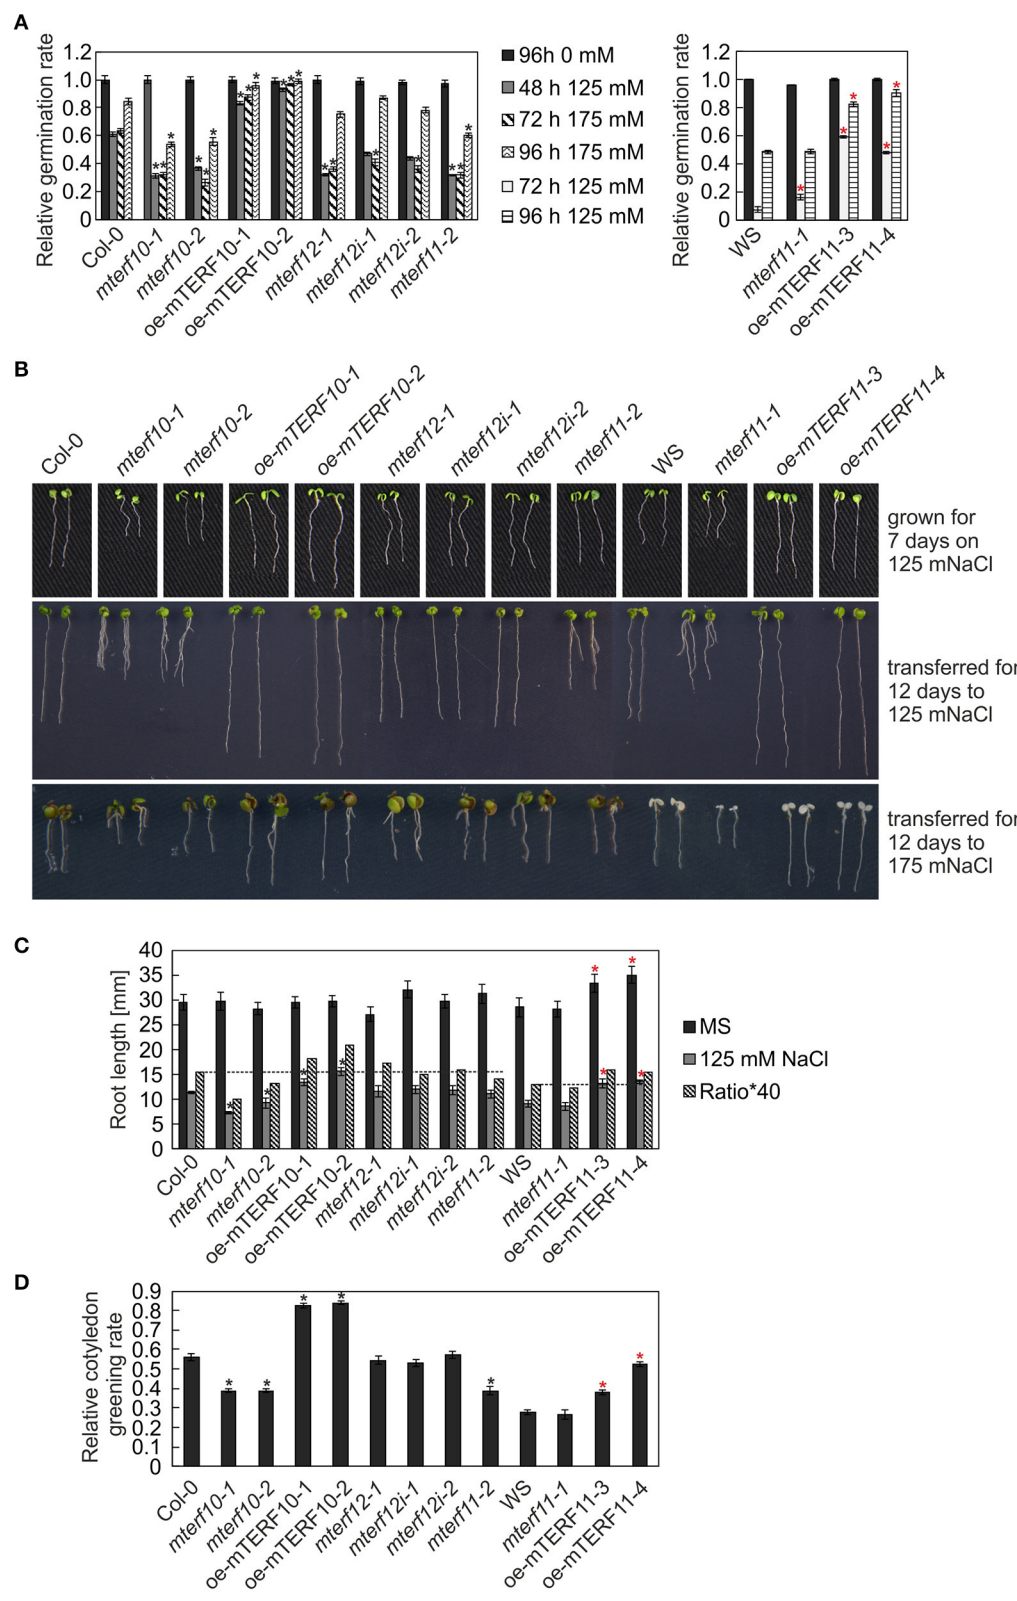 A
Relative germination rate
1.2
1.0
0.8
0.6
0.4
0.2
0
* * * * * * * * * * * * * * * * * * *
Col-0
mterf10-1
mterf10-2
oe-mTERF10-1
oe-mTERF10-2
mterf12-1
mterf12i-1
mterf12i-2
mterf11-2
96h 0 mM
48 h 125 mM
72 h 175 mM
96 h 175 mM
72 h 125 mM
96 h 125 mM
Relative germination rate
1.2
1.0
0.8
0.6
0.4
0.2
0
* * * * *
WS
mterf11-1
oe-mTERF11-3
oe-mTERF11-4
B
Col-0
mterf10-1
mterf10-2
oe-mTERF10-1
oe-mTERF10-2
mterf12-1
mterf12i-1
mterf12i-2
mterf11-2
WS
mterf11-1
oe-mTERF11-3
oe-mTERF11-4
grown for
7 days on
125 mNaCl
transferred for
12 days to
125 mNaCl
transferred for
12 days to
175 mNaCl
C
Root length [mm]
40
35
30
25
20
15
10
5
0
* * * * * * * *
Col-0
mterf10-1
mterf10-2
oe-mTERF10-1
oe-mTERF10-2
mterf12-1
mterf12i-1
mterf12i-2
mterf11-2
WS
mterf11-1
oe-mTERF11-3
oe-mTERF11-4
MS
125 mM NaCl
Ratio*40
D
Relative cotyledon
greening rate
0.9
0.8
0.7
0.6
0.5
0.4
0.3
0.2
0.1
0
* * * * * * *
Col-0
mterf10-1
mterf10-2
oe-mTERF10-1
oe-mTERF10-2
mterf12-1
mterf12i-1
mterf12i-2
mterf11-2
WS
mterf11-1
oe-mTERF11-3
oe-mTERF11-4